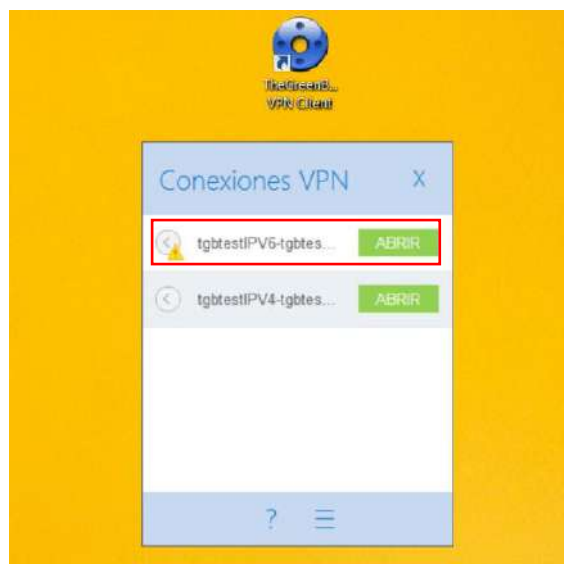 TheGreenB...
VPN Client
Conexiones VPN X
tgbtestIPV6-tgbtes... ABRIR
tgbtestIPV4-tgbtes... ABRIR
?